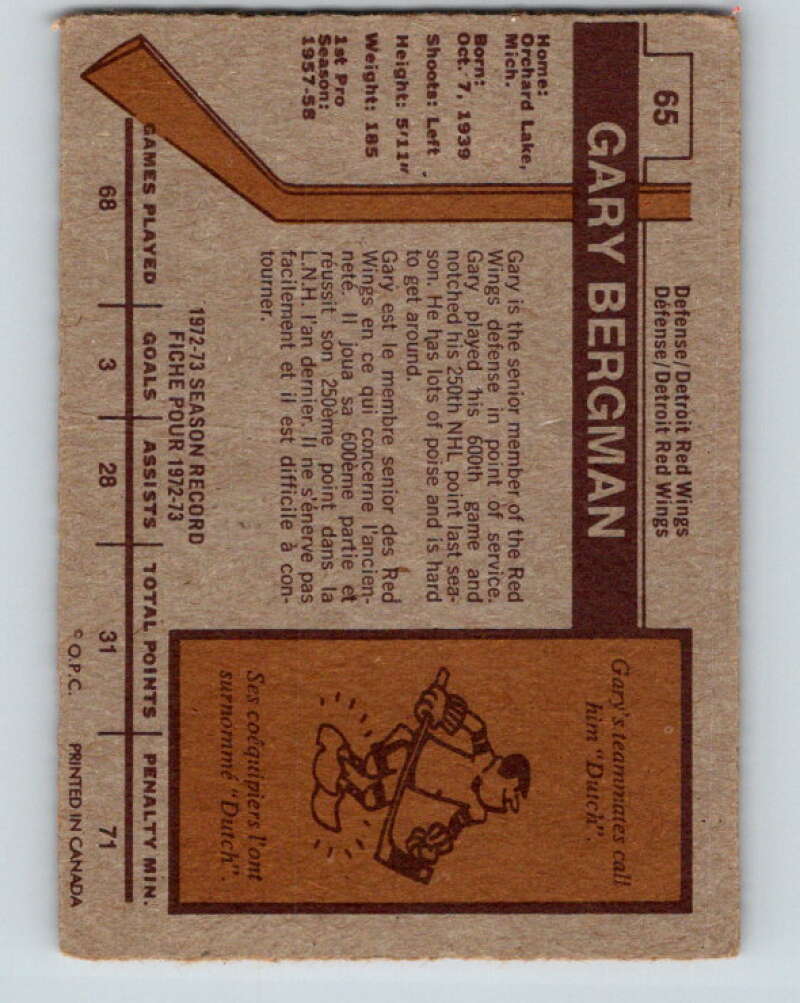 65
Defense/Detroit Red Wings
Défense/Detroit Red Wings
GARY BERGMAN
Home:
Orchard Lake,
Mich.
Born:
Oct. 7, 1939
Shoots: Left
Height: 5'11"
Weight: 185
1st Pro
Season:
1957-58
Gary is the senior member of the Red
Wings defense in point of service.
Gary played his 600th game and
notched his 250th NHL point last sea-
son. He has lots of poise and is hard
to get around.
Gary est le membre senior des Red
Wings en ce qui concerne l'ancien-
neté. Il joua sa 600ème partie et
réussit son 250ème point dans la
L.N.H. l'an dernier. Il ne s'énerve pas
facilement et il est difficile à con-
tourner.
Gary's teammates call
him "Dutch".
Ses coéquipiers l'ont
surnommé "Dutch".
1972-73 SEASON RECORD
FICHE POUR 1972-73
GAMES PLAYED GOALS ASSISTS TOTAL POINTS PENALTY MIN.
68 3 28 31 71
© O.P.C. PRINTED IN CANADA